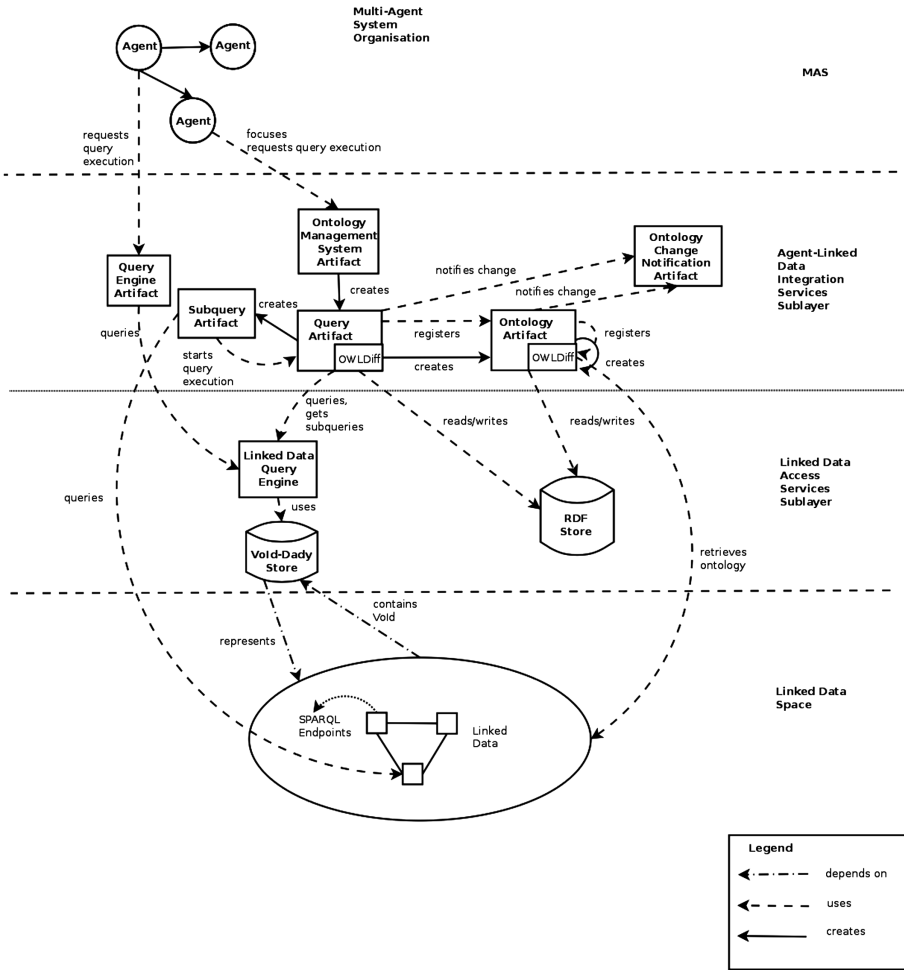 Multi-Agent
System
Organisation
Agent
Agent
MAS
Agent
requests
query
execution
focuses
requests query execution
Ontology
Management
System
Artifact
Ontology
Change
Notification
Artifact
Agent-Linked
Data
Integration
Services
Sublayer
Query
Engine
Artifact
notifies change
creates
notifies change
Subquery
Artifact
creates
Query
Artifact
OWLDiff
registers
Ontology
Artifact
OWLDiff
registers
creates
queries
starts
query
execution
creates
queries,
gets
subqueries
reads/writes
reads/writes
Linked Data
Query
Engine
Linked Data
Access
Services
Sublayer
queries
uses
RDF
Store
VoId-Dady
Store
retrieves
ontology
contains
VoId
represents
Linked Data
Space
SPARQL
Endpoints
Linked
Data
Legend
depends on
uses
creates